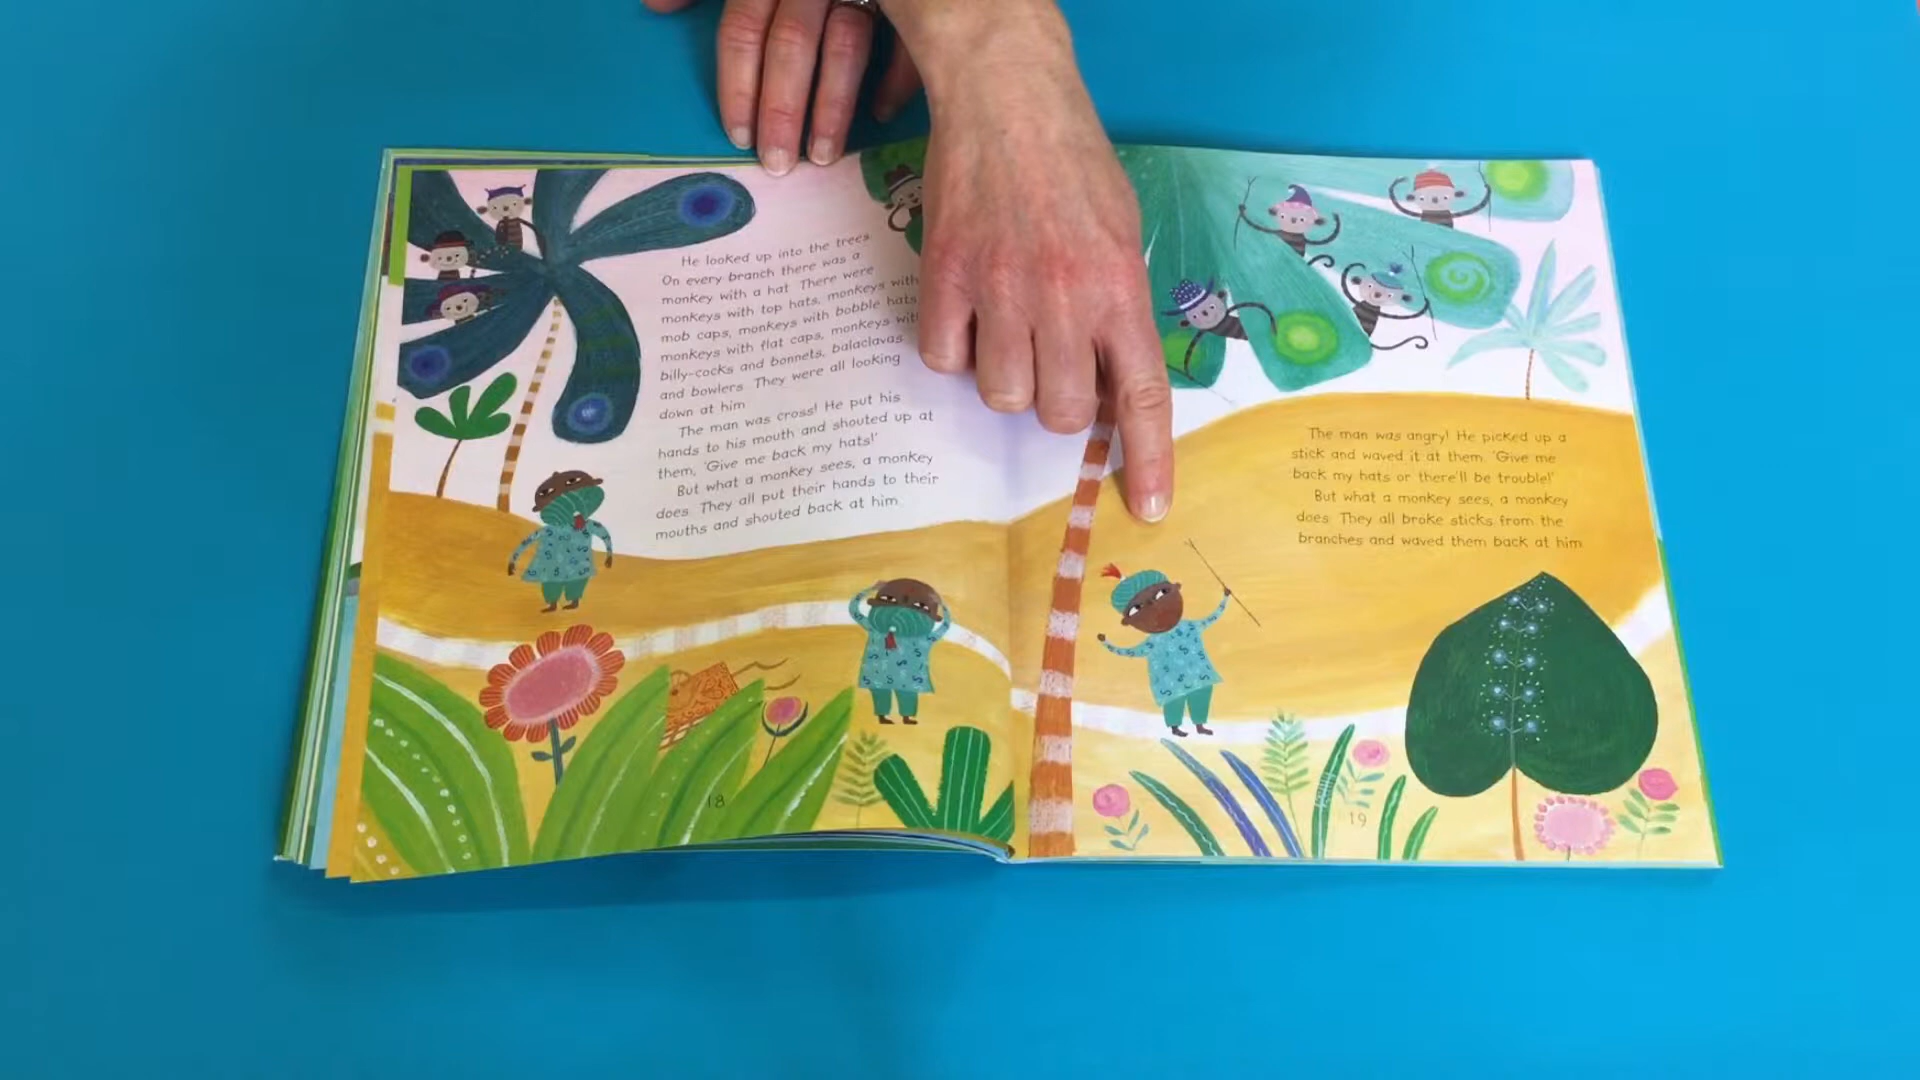 He looked up into the trees.
On every branch there was a
monkey with a hat. There were
monkeys with top hats, monkeys with
mob caps, monkeys with bobble hats,
monkeys with flat caps, monkeys with
billy-cocks and bonnets, balaclavas
and bowlers. They were all looking
down at him.
The man was cross! He put his
hands to his mouth and shouted up at
them, 'Give me back my hats!'
But what a monkey sees, a monkey
does. They all put their hands to their
mouths and shouted back at him.
18
The man was angry! He picked up a
stick and waved it at them. 'Give me
back my hats or there'll be trouble!'
But what a monkey sees, a monkey
does. They all broke sticks from the
branches and waved them back at him.
19